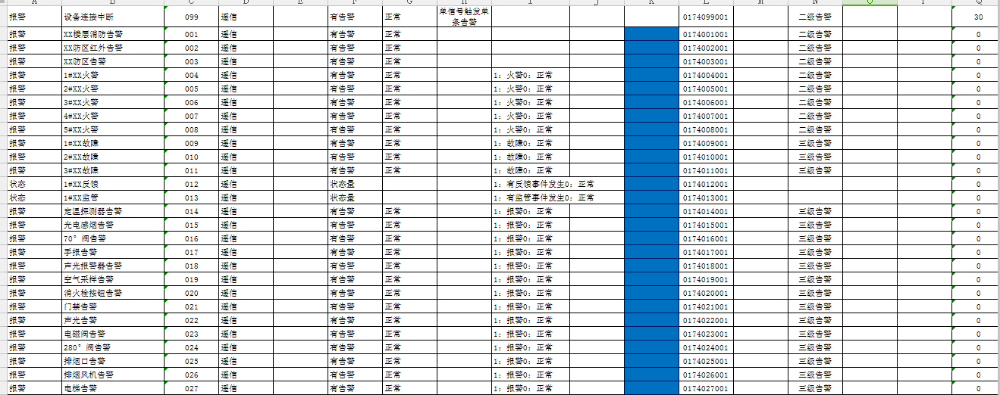 A B C D E F G H I J K L M N O P Q
报警 设备连接中断 099 遥信 有告警 正常 单信号触发单条告警 0174099001 二级告警 30
报警 XX楼层消防告警 001 遥信 有告警 正常 0174001001 二级告警 0
报警 XX防区红外告警 002 遥信 有告警 正常 0174002001 二级告警 0
报警 XX防区告警 003 遥信 有告警 正常 0174003001 二级告警 0
报警 1#XX火警 004 遥信 有告警 正常 1: 火警0: 正常 0174004001 二级告警 0
报警 2#XX火警 005 遥信 有告警 正常 1: 火警0: 正常 0174005001 二级告警 0
报警 3#XX火警 006 遥信 有告警 正常 1: 火警0: 正常 0174006001 二级告警 0
报警 4#XX火警 007 遥信 有告警 正常 1: 火警0: 正常 0174007001 二级告警 0
报警 5#XX火警 008 遥信 有告警 正常 1: 火警0: 正常 0174008001 二级告警 0
报警 1#XX故障 009 遥信 有告警 正常 1: 故障0: 正常 0174009001 三级告警 0
报警 2#XX故障 010 遥信 有告警 正常 1: 故障0: 正常 0174010001 三级告警 0
报警 3#XX故障 011 遥信 有告警 正常 1: 故障0: 正常 0174011001 三级告警 0
状态 1#XX反馈 012 遥信 状态量 1: 有反馈事件发生0: 正常 0174012001 0
状态 1#XX监管 013 遥信 状态量 1: 有监管事件发生0: 正常 0174013001 0
报警 定温探测器告警 014 遥信 有告警 正常 1: 报警0: 正常 0174014001 三级告警 0
报警 光电感烟告警 015 遥信 有告警 正常 1: 报警0: 正常 0174015001 三级告警 0
报警 70° 阀告警 016 遥信 有告警 正常 1: 报警0: 正常 0174016001 三级告警 0
报警 手报告警 017 遥信 有告警 正常 1: 报警0: 正常 0174017001 三级告警 0
报警 声光报警器告警 018 遥信 有告警 正常 1: 报警0: 正常 0174018001 三级告警 0
报警 空气采样告警 019 遥信 有告警 正常 1: 报警0: 正常 0174019001 三级告警 0
报警 消火栓按钮告警 020 遥信 有告警 正常 1: 报警0: 正常 0174020001 三级告警 0
报警 门禁告警 021 遥信 有告警 正常 1: 报警0: 正常 0174021001 三级告警 0
报警 声光告警 022 遥信 有告警 正常 1: 报警0: 正常 0174022001 三级告警 0
报警 电磁阀告警 023 遥信 有告警 正常 1: 报警0: 正常 0174023001 三级告警 0
报警 280° 阀告警 024 遥信 有告警 正常 1: 报警0: 正常 0174024001 三级告警 0
报警 排烟口告警 025 遥信 有告警 正常 1: 报警0: 正常 0174025001 三级告警 0
报警 排烟风机告警 026 遥信 有告警 正常 1: 报警0: 正常 0174026001 三级告警 0
报警 电梯告警 027 遥信 有告警 正常 1: 报警0: 正常 0174027001 三级告警 0